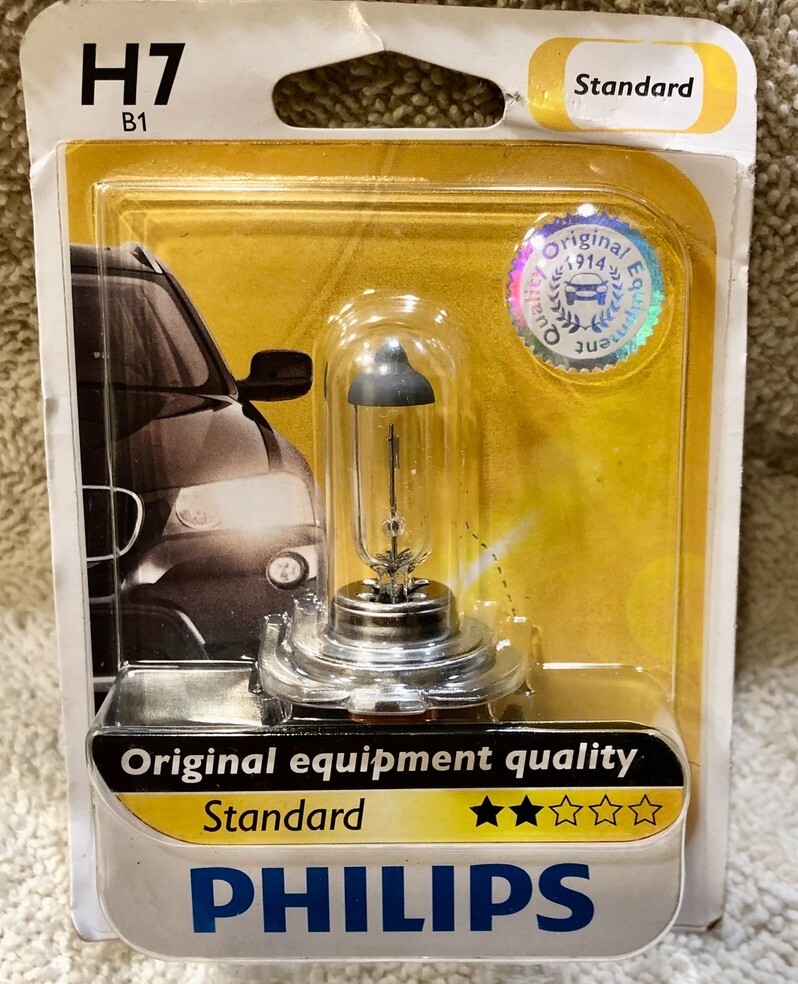 H7
B1
Standard
Quality Original Equipment
1914
Original equipment quality
Standard
PHILIPS